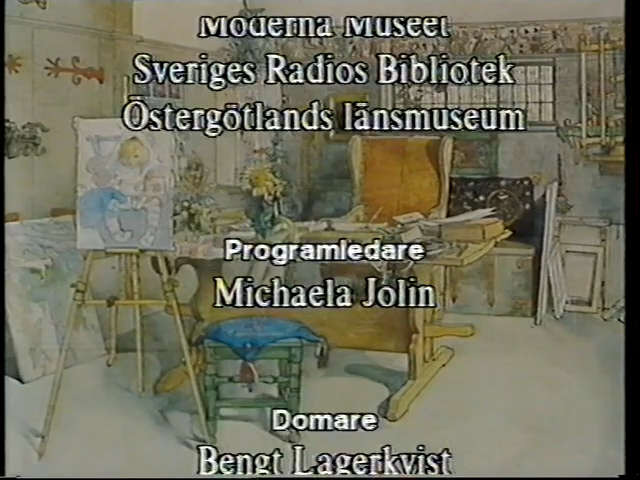 Moderna Museet
Sveriges Radios Bibliotek
Östergötlands länsmuseum
Programledare
Michaela Jolin
Domare
Bengt Lagerkvist